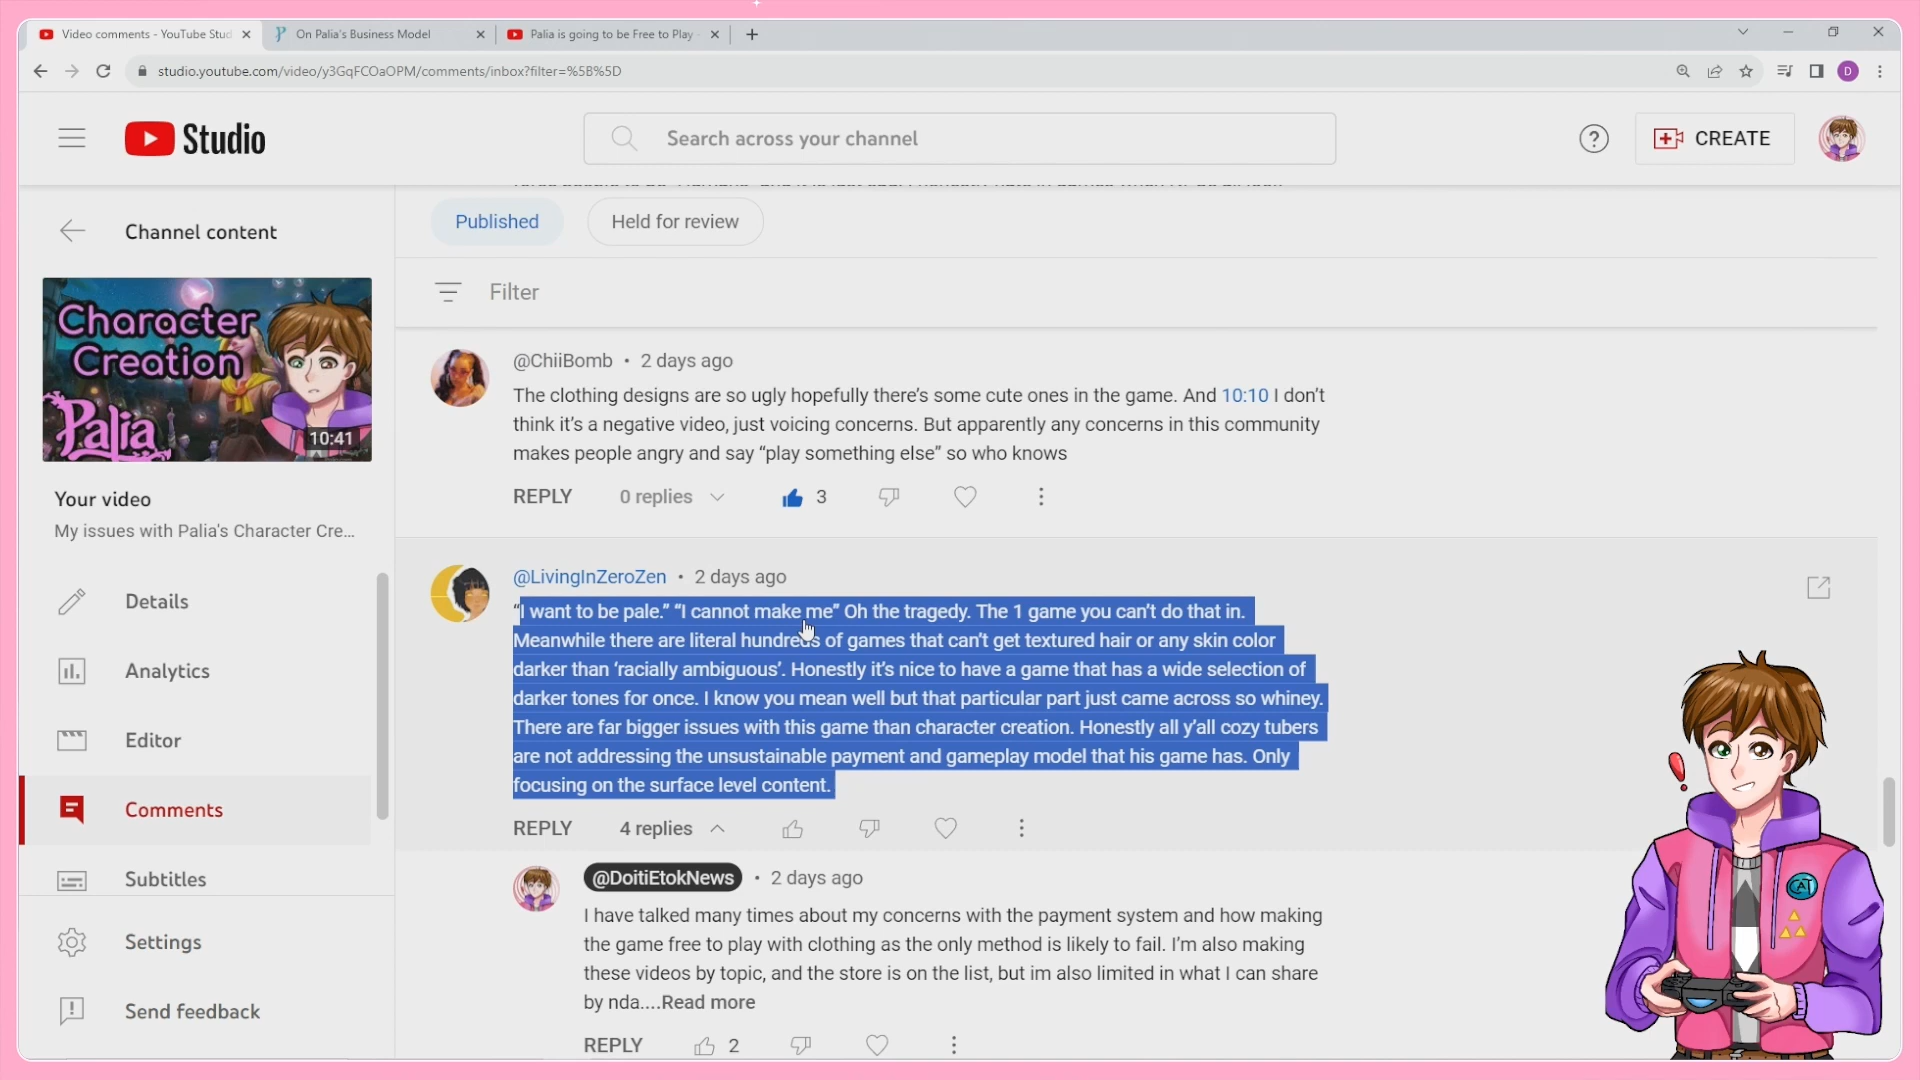 Video comments - YouTube Stud
On Palia's Business Model
Palia is going to be Free to Play -
studio.youtube.com/video/y3GqFCOaOPM/comments/inbox?filter=%5B%5D
D
Studio
Search across your channel
CREATE
Channel content
Published
Held for review
Filter
Character
Creation
Palia
10:41
Your video
My issues with Palia's Character Cre...
Details
Analytics
Editor
Comments
Subtitles
Settings
Send feedback
@ChiiBomb • 2 days ago
The clothing designs are so ugly hopefully there's some cute ones in the game. And 10:10 I don't
think it's a negative video, just voicing concerns. But apparently any concerns in this community
makes people angry and say “play something else” so who knows
REPLY 0 replies 3
@LivingInZeroZen • 2 days ago
“I want to be pale.” “I cannot make me” Oh the tragedy. The 1 game you can't do that in.
Meanwhile there are literal hundreds of games that can't get textured hair or any skin color
darker than ‘racially ambiguous’. Honestly it's nice to have a game that has a wide selection of
darker tones for once. I know you mean well but that particular part just came across so whiney.
There are far bigger issues with this game than character creation. Honestly all y'all cozy tubers
are not addressing the unsustainable payment and gameplay model that his game has. Only
focusing on the surface level content.
REPLY 4 replies
@DoitiEtokNews • 2 days ago
I have talked many times about my concerns with the payment system and how making
the game free to play with clothing as the only method is likely to fail. I'm also making
these videos by topic, and the store is on the list, but im also limited in what I can share
by nda....Read more
REPLY 2
CAT